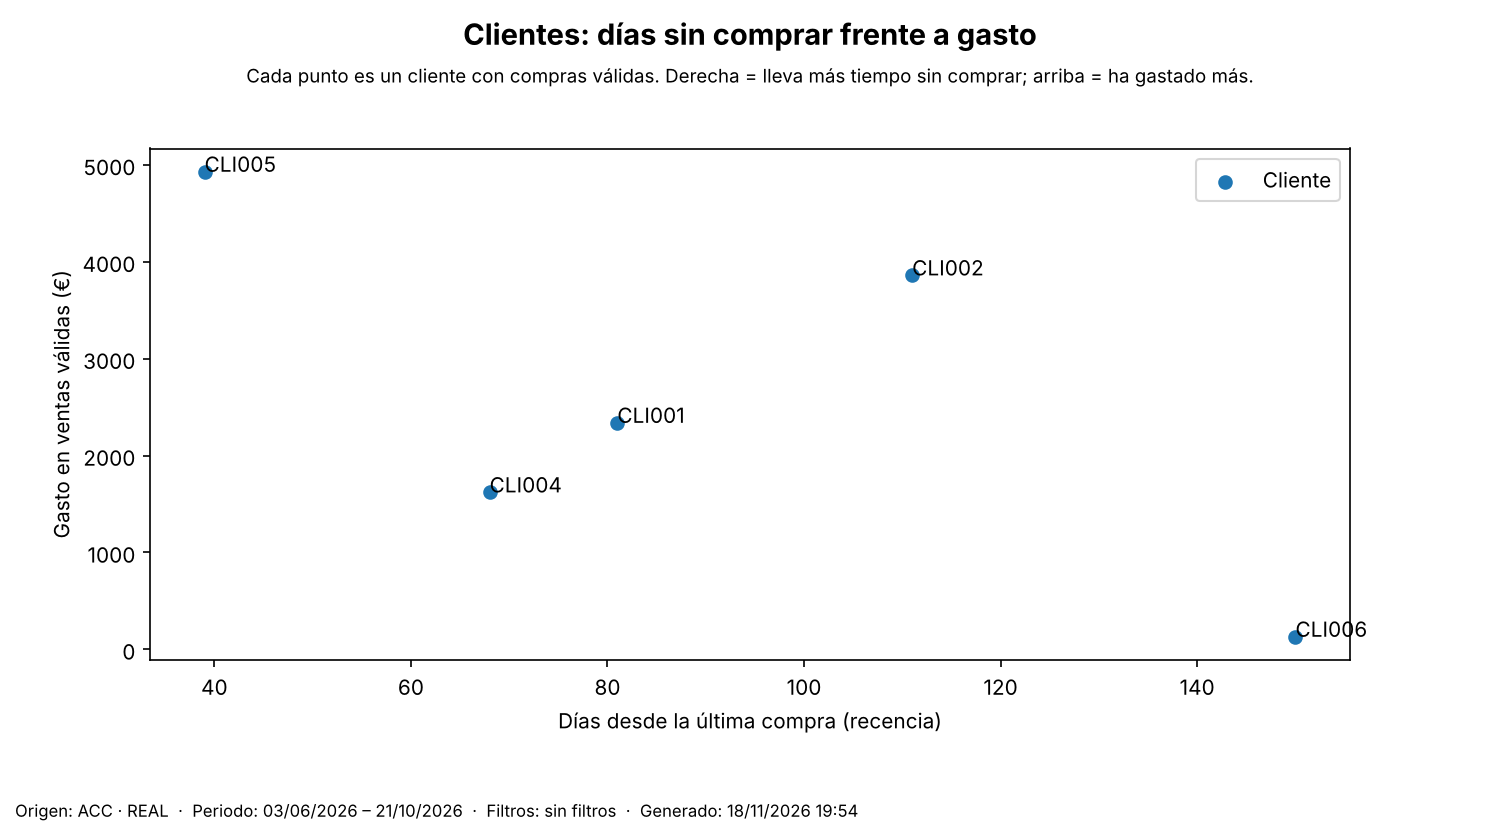 Clientes: días sin comprar frente a gasto
Cada punto es un cliente con compras válidas. Derecha = lleva más tiempo sin comprar; arriba = ha gastado más.
5000
4000
3000
2000
1000
0
Gasto en ventas válidas (€)
CLI005
Cliente
CLI002
CLI001
CLI004
CLI006
40
60
80
100
120
140
Días desde la última compra (recencia)
Origen: ACC · REAL · Periodo: 03/06/2026 – 21/10/2026 · Filtros: sin filtros · Generado: 18/11/2026 19:54